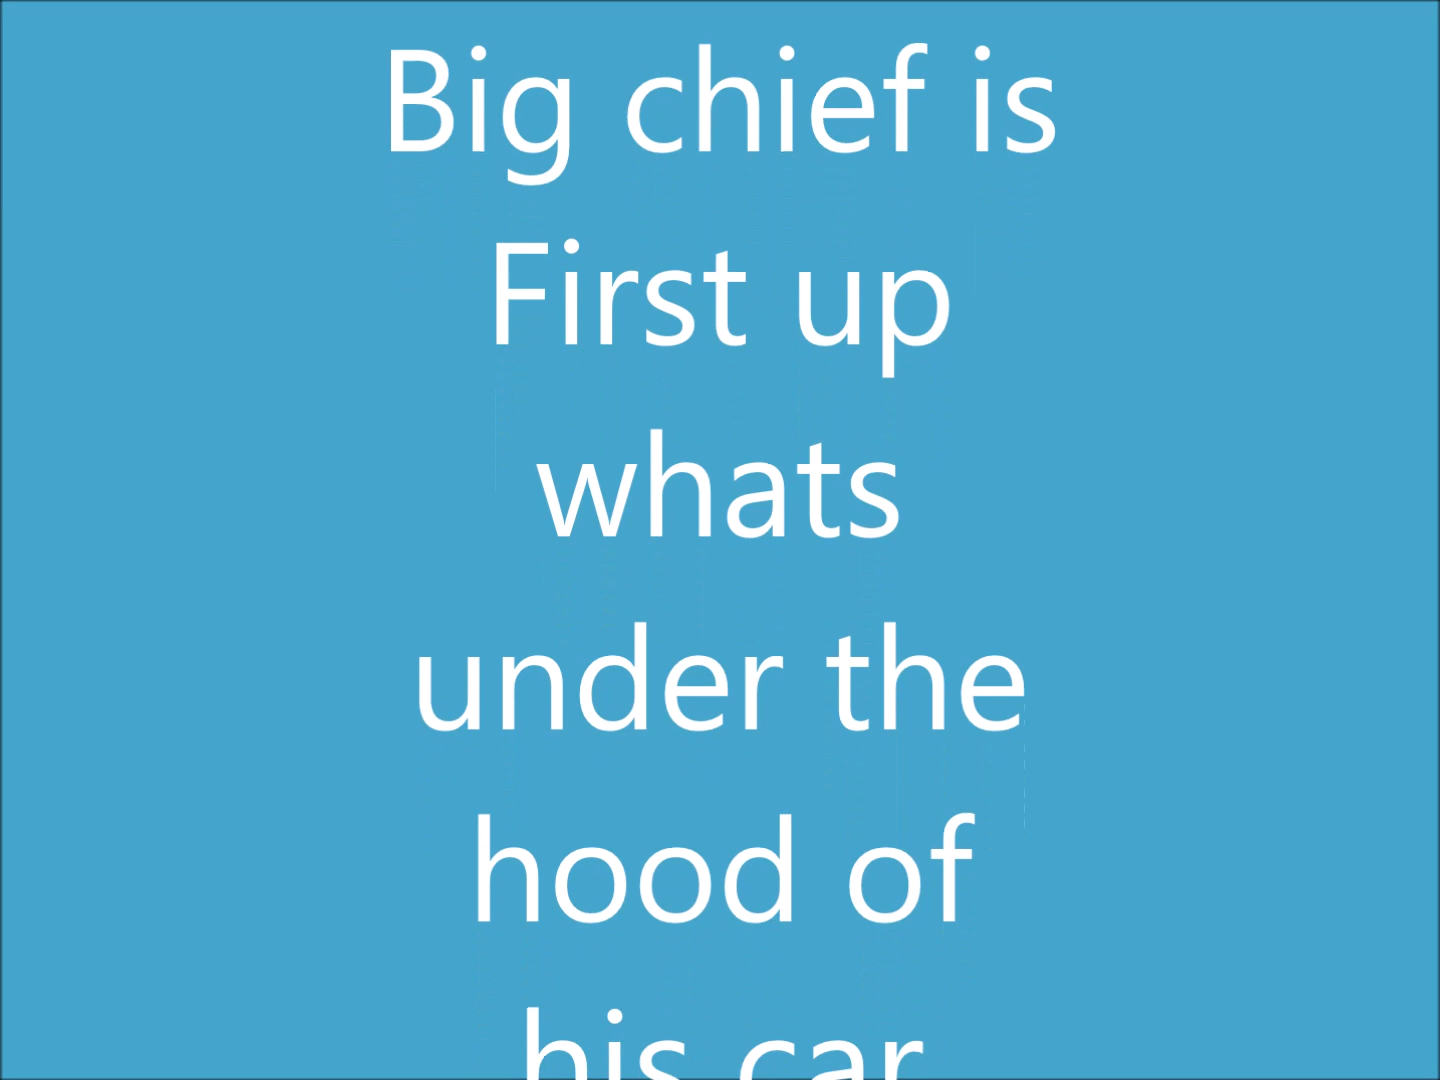 Big chief is
First up
whats
under the
hood of
his car